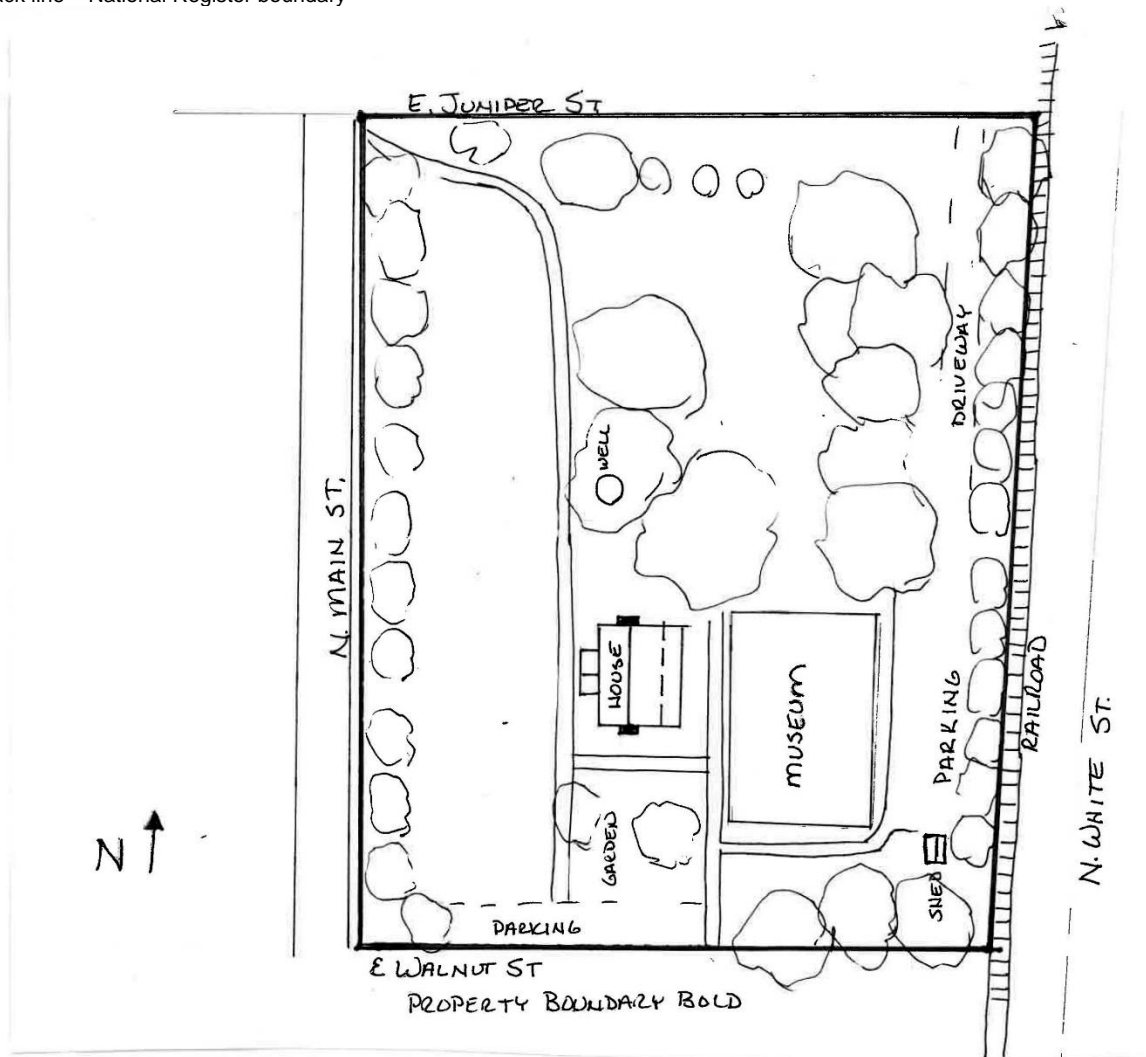 line – National Register boundary
E. JUNIPER ST
DRIVEWAY
WELL
N. MAIN ST.
HOUSE
MUSEUM
PARKING
RAILROAD
N. WHITE ST.
N
GARDEN
SHED
PARKING
E WALNUT ST
PROPERTY BOUNDARY BOLD